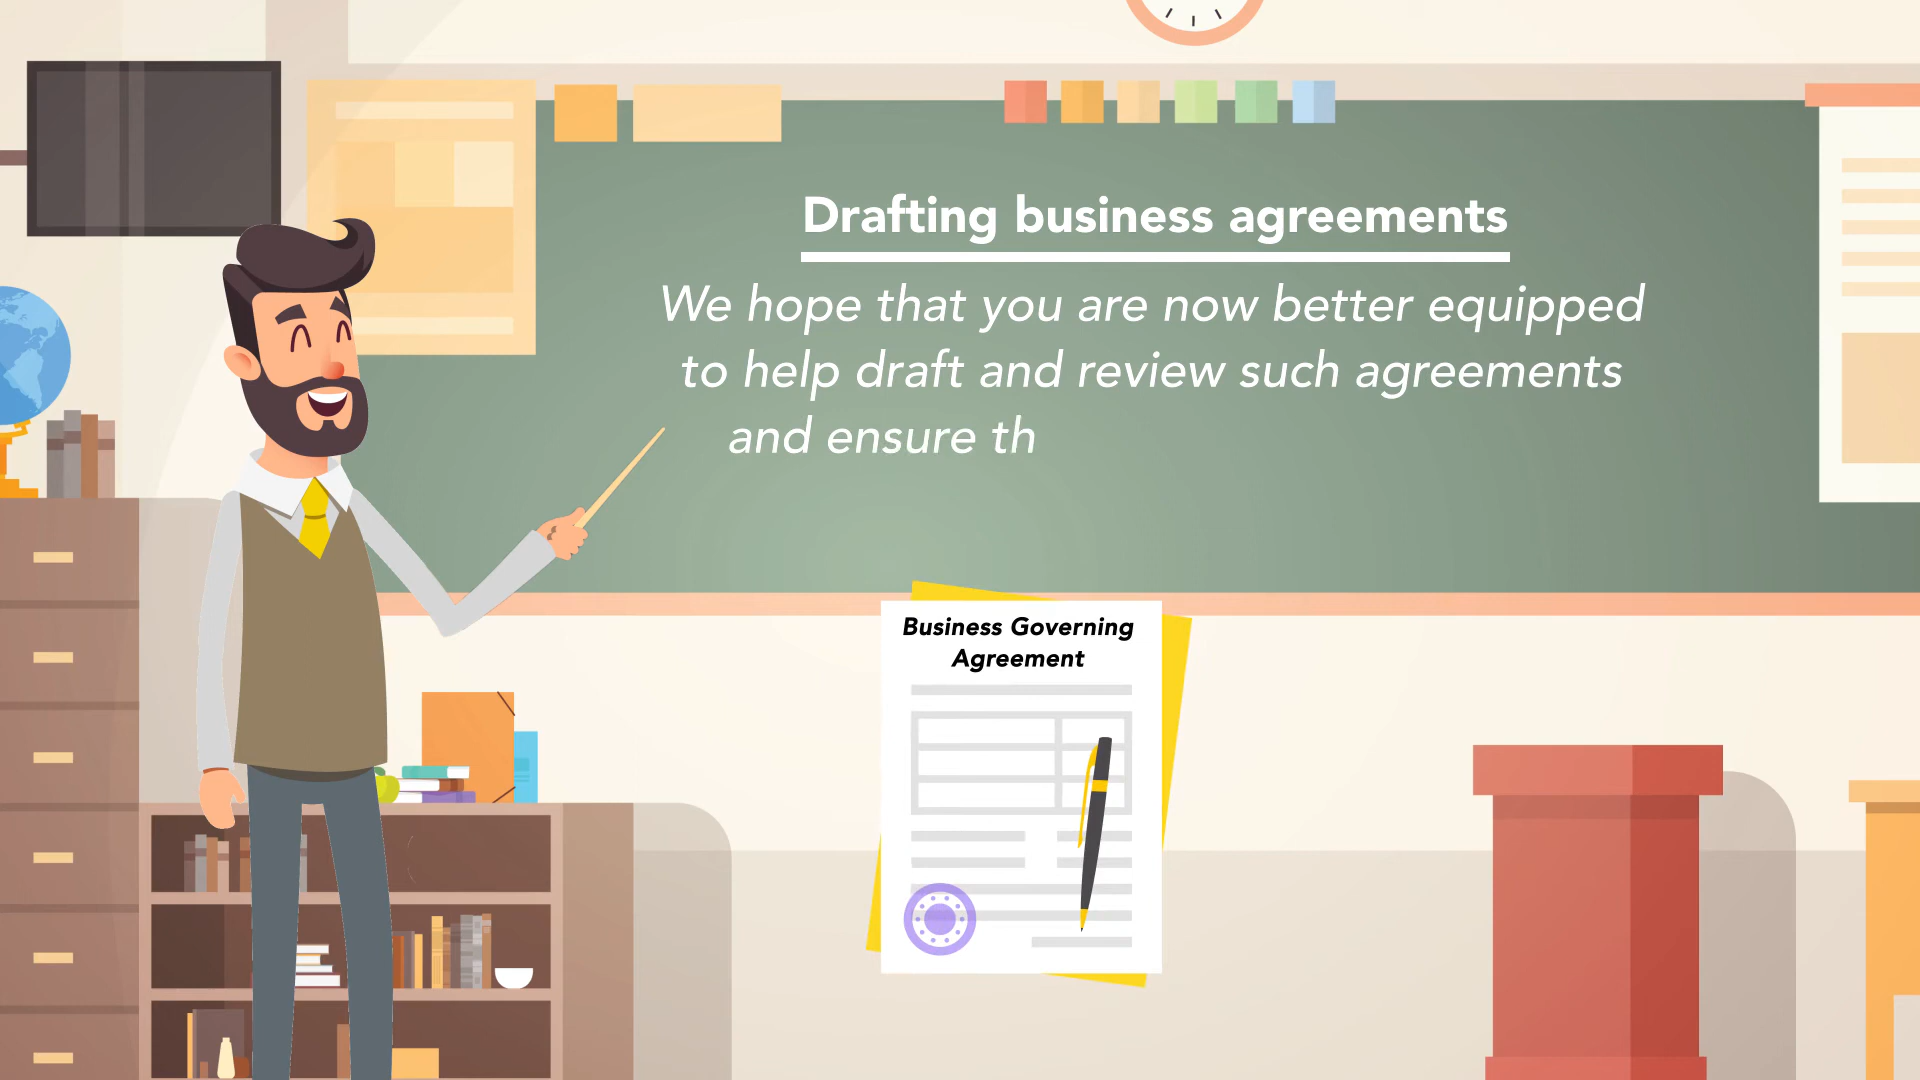 Drafting business agreements
We hope that you are now better equipped
to help draft and review such agreements
and ensure th
Business Governing
Agreement